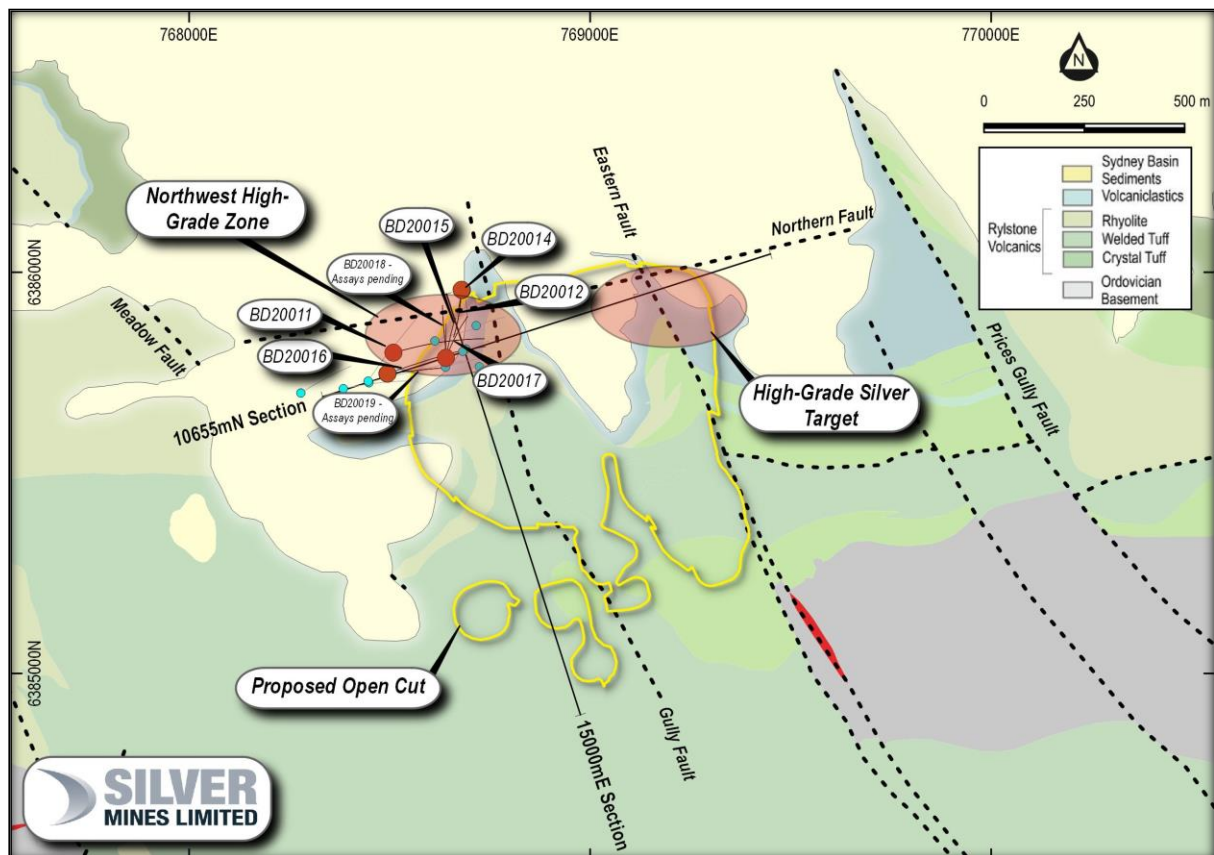 768000E
769000E
770000E
N
0
250
500 m
Sydney Basin
Sediments
Volcaniclastics
Rylstone
Volcanics
Rhyolite
Welded Tuff
Crystal Tuff
Ordovician
Basement
6386000N
6385000N
Northwest High-
Grade Zone
BD20015
BD20014
BD20018 -
Assays pending
BD20012
BD20011
BD20016
BD20017
BD20019 -
Assays pending
Eastern Fault
Northern Fault
Meadow Fault
Prices Gully Fault
10655mN Section
High-Grade Silver
Target
Proposed Open Cut
Gully Fault
15000mE Section
SILVER
MINES LIMITED